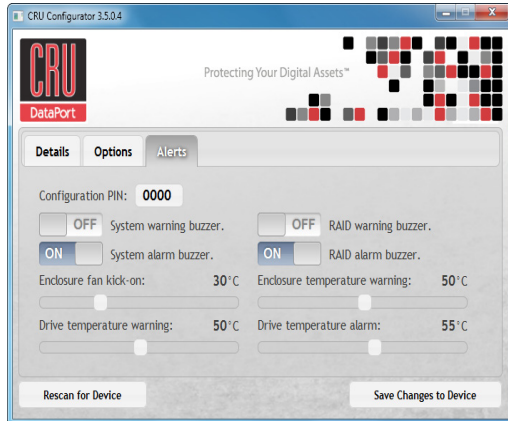 CRU Configurator 3.5.0.4
CRU
DataPort
Protecting Your Digital Assets™
Details Options Alerts
Configuration PIN: 0000
OFF System warning buzzer. OFF RAID warning buzzer.
ON System alarm buzzer. ON RAID alarm buzzer.
Enclosure fan kick-on: 30°C Enclosure temperature warning: 50°C
Drive temperature warning: 50°C Drive temperature alarm: 55°C
Rescan for Device Save Changes to Device